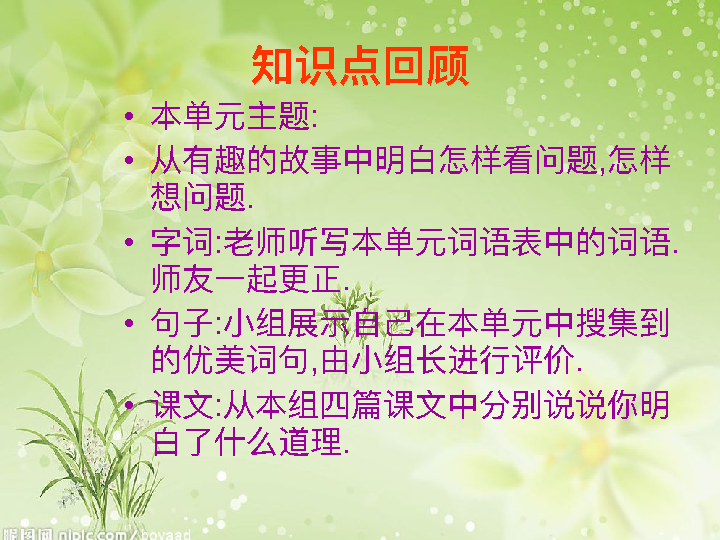 知识点回顾
• 本单元主题:
• 从有趣的故事中明白怎样看问题,怎样
想问题.
• 字词:老师听写本单元词语表中的词语.
师友一起更正.
• 句子:小组展示自己在本单元中搜集到
的优美词句,由小组长进行评价.
• 课文:从本组四篇课文中分别说说你明
白了什么道理.
昵图网 nipic.com/boyaad